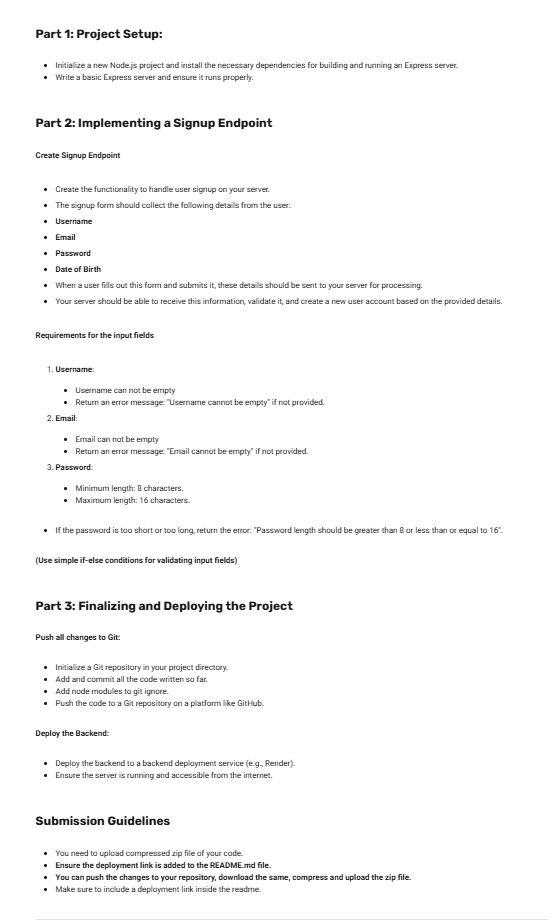 Part 1: Project Setup:
Initialize a new Node.js project and install the necessary dependencies for building and running an Express server.
Write a basic Express server and ensure it runs properly.
Part 2: Implementing a Signup Endpoint
Create Signup Endpoint
Create the functionality to handle user signup on your server.
The signup form should collect the following details from the user:
Username
Email
Password
Date of Birth
When a user fills out this form and submits it, these details should be sent to your server for processing.
Your server should be able to receive this information, validate it, and create a new user account based on the provided details.
Requirements for the input fields
1. Username:
Username can not be empty
Return an error message: "Username cannot be empty" if not provided.
2. Email:
Email can not be empty
Return an error message: "Email cannot be empty" if not provided.
3. Password:
Minimum length: 8 characters.
Maximum length: 16 characters.
If the password is too short or too long, return the error: "Password length should be greater than 8 or less than or equal to 16".
(Use simple if-else conditions for validating input fields)
Part 3: Finalizing and Deploying the Project
Push all changes to Git:
Initialize a Git repository in your project directory.
Add and commit all the code written so far.
Add node modules to git ignore.
Push the code to a Git repository on a platform like GitHub.
Deploy the Backend:
Deploy the backend to a backend deployment service (e.g., Render).
Ensure the server is running and accessible from the internet.
Submission Guidelines
You need to upload compressed zip file of your code.
Ensure the deployment link is added to the README.md file.
You can push the changes to your repository, download the same, compress and upload the zip file.
Make sure to include a deployment link inside the readme.